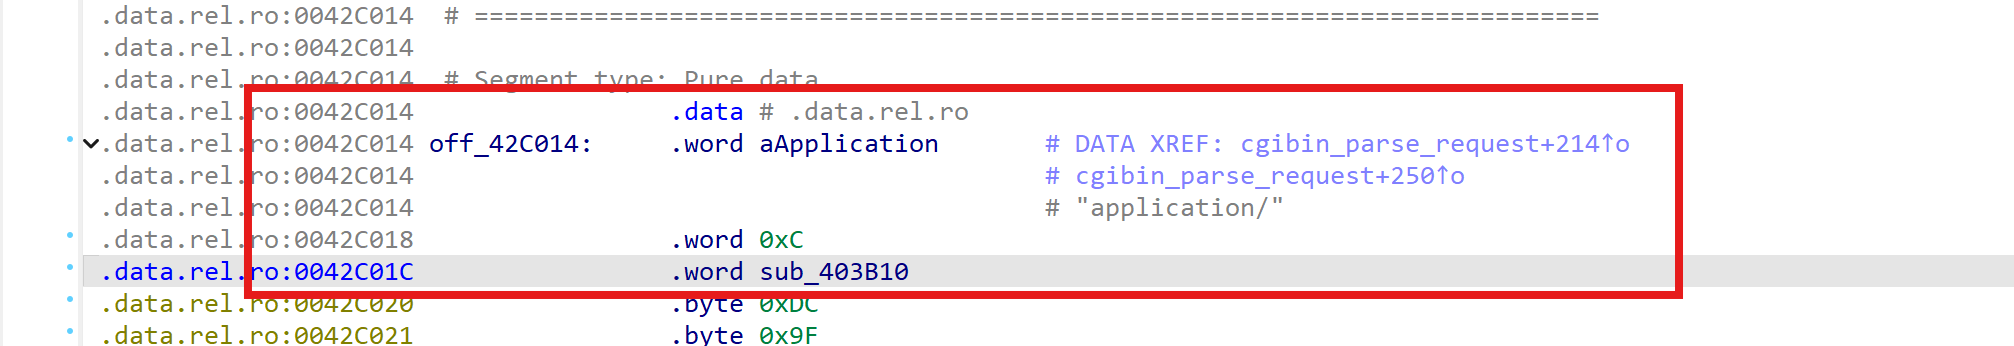 .data.rel.ro:0042C014  # ===========================================================================
.data.rel.ro:0042C014
.data.rel.ro:0042C014  # Segment type: Pure data
.data.rel.ro:0042C014                 .data # .data.rel.ro
.data.rel.ro:0042C014 off_42C014:     .word aApplication       # DATA XREF: cgibin_parse_request+214↑o
.data.rel.ro:0042C014                                          # cgibin_parse_request+250↑o
.data.rel.ro:0042C014                                          # "application/"
.data.rel.ro:0042C018                 .word 0xC
.data.rel.ro:0042C01C                 .word sub_403B10
.data.rel.ro:0042C020                 .byte 0xDC
.data.rel.ro:0042C021                 .byte 0x9F